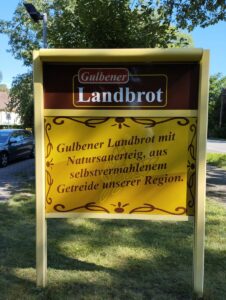 Gulbener
Landbrot
Gulbener Landbrot mit
Natursauerteig, aus
selbstvermahlenem
Getreide unserer Region.